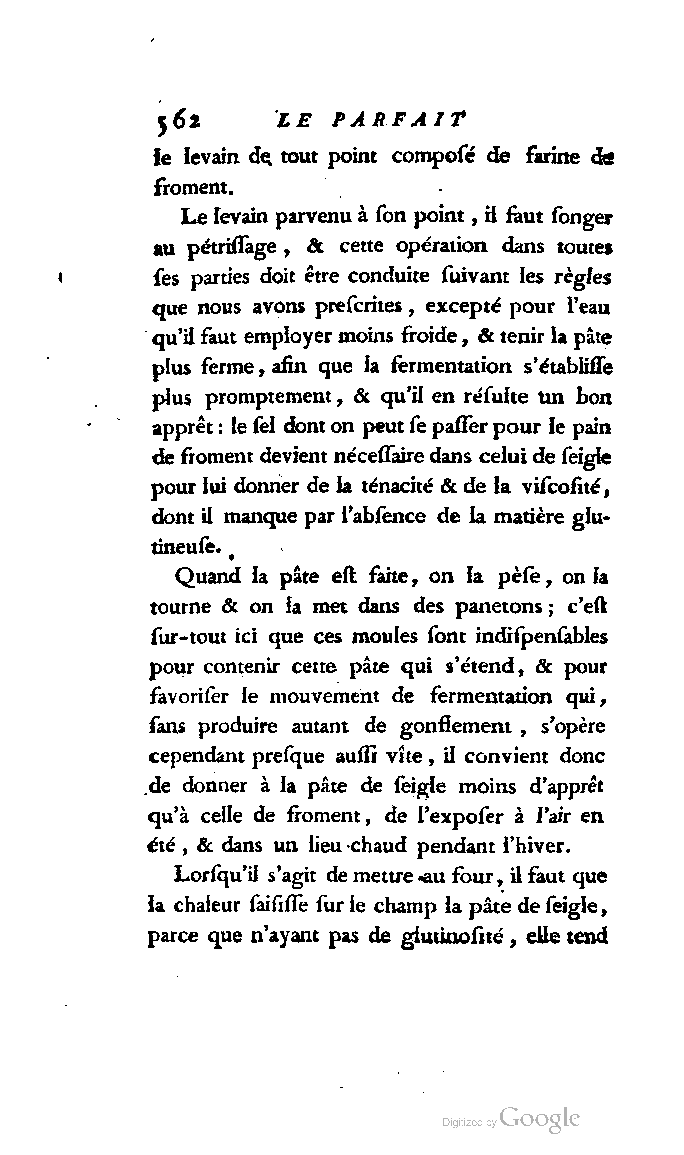 562 LE PARFAIT
le levain de tout point compoſé de farine de
froment.
Le levain parvenu à ſon point, il faut ſonger
au pétriſſage, & cette opération dans toutes
ſes parties doit être conduite ſuivant les règles
que nous avons preſcrites, excepté pour l'eau
qu'il faut employer moins froide, & tenir la pâte
plus ferme, afin que la fermentation s'établiſſe
plus promptement, & qu'il en réſulte un bon
apprêt : le ſel dont on peut ſe paſſer pour le pain
de froment devient néceſſaire dans celui de ſeigle
pour lui donner de la ténacité & de la viſcoſité,
dont il manque par l'abſence de la matière glu-
tineuſe.
Quand la pâte eſt faite, on la pèſe, on la
tourne & on la met dans des panetons ; c'eſt
ſur-tout ici que ces moules ſont indiſpenſables
pour contenir cette pâte qui s'étend, & pour
favoriſer le mouvement de fermentation qui,
ſans produire autant de gonflement, s'opère
cependant preſque auſſi vîte, il convient donc
de donner à la pâte de ſeigle moins d'apprêt
qu'à celle de froment, de l'expoſer à l'air en
été, & dans un lieu chaud pendant l'hiver.
Lorſqu'il s'agit de mettre au four, il faut que
la chaleur ſaiſiſſe ſur le champ la pâte de ſeigle,
parce que n'ayant pas de glutinoſité, elle tend
Digitized by Google